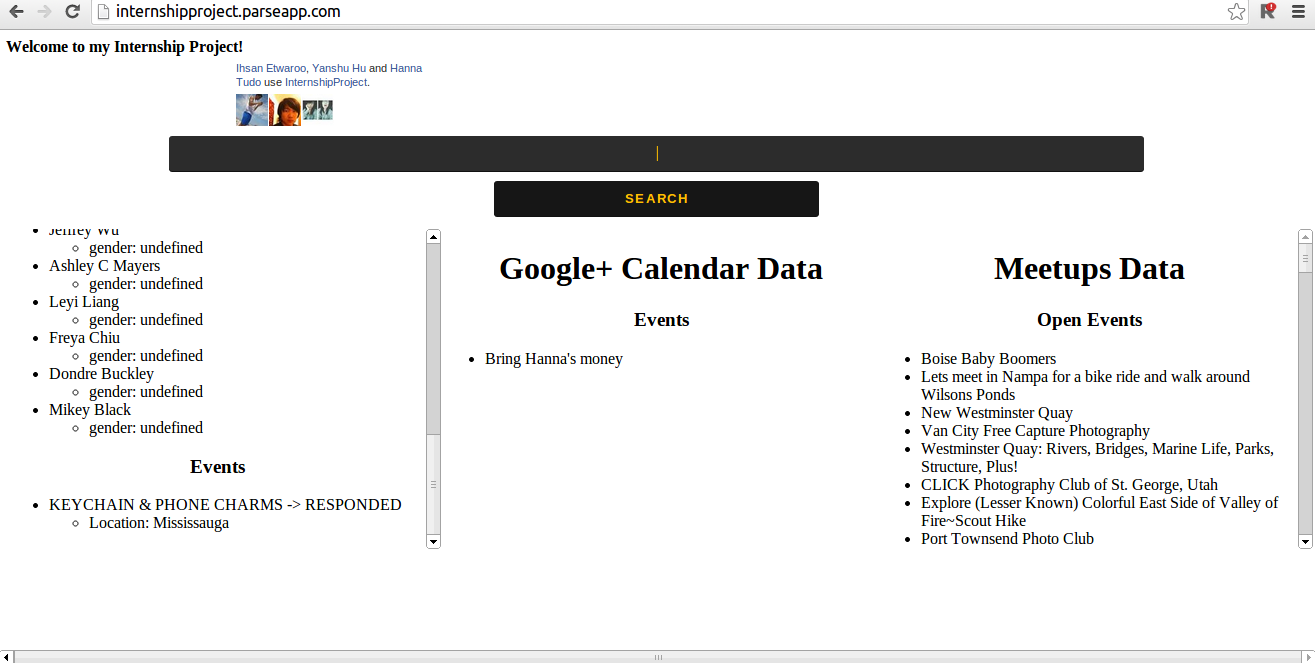 internshipproject.parseapp.com
Welcome to my Internship Project!
Ihsan Etwaroo, Yanshu Hu and Hanna
Tudo use InternshipProject.
SEARCH
Jeffrey Wu
gender: undefined
Ashley C Mayers
gender: undefined
Leyi Liang
gender: undefined
Freya Chiu
gender: undefined
Dondre Buckley
gender: undefined
Mikey Black
gender: undefined
Events
KEYCHAIN & PHONE CHARMS -> RESPONDED
Location: Mississauga
Google+ Calendar Data
Events
Bring Hanna's money
Meetups Data
Open Events
Boise Baby Boomers
Lets meet in Nampa for a bike ride and walk around
Wilsons Ponds
New Westminster Quay
Van City Free Capture Photography
Westminster Quay: Rivers, Bridges, Marine Life, Parks,
Structure, Plus!
CLICK Photography Club of St. George, Utah
Explore (Lesser Known) Colorful East Side of Valley of
Fire~Scout Hike
Port Townsend Photo Club